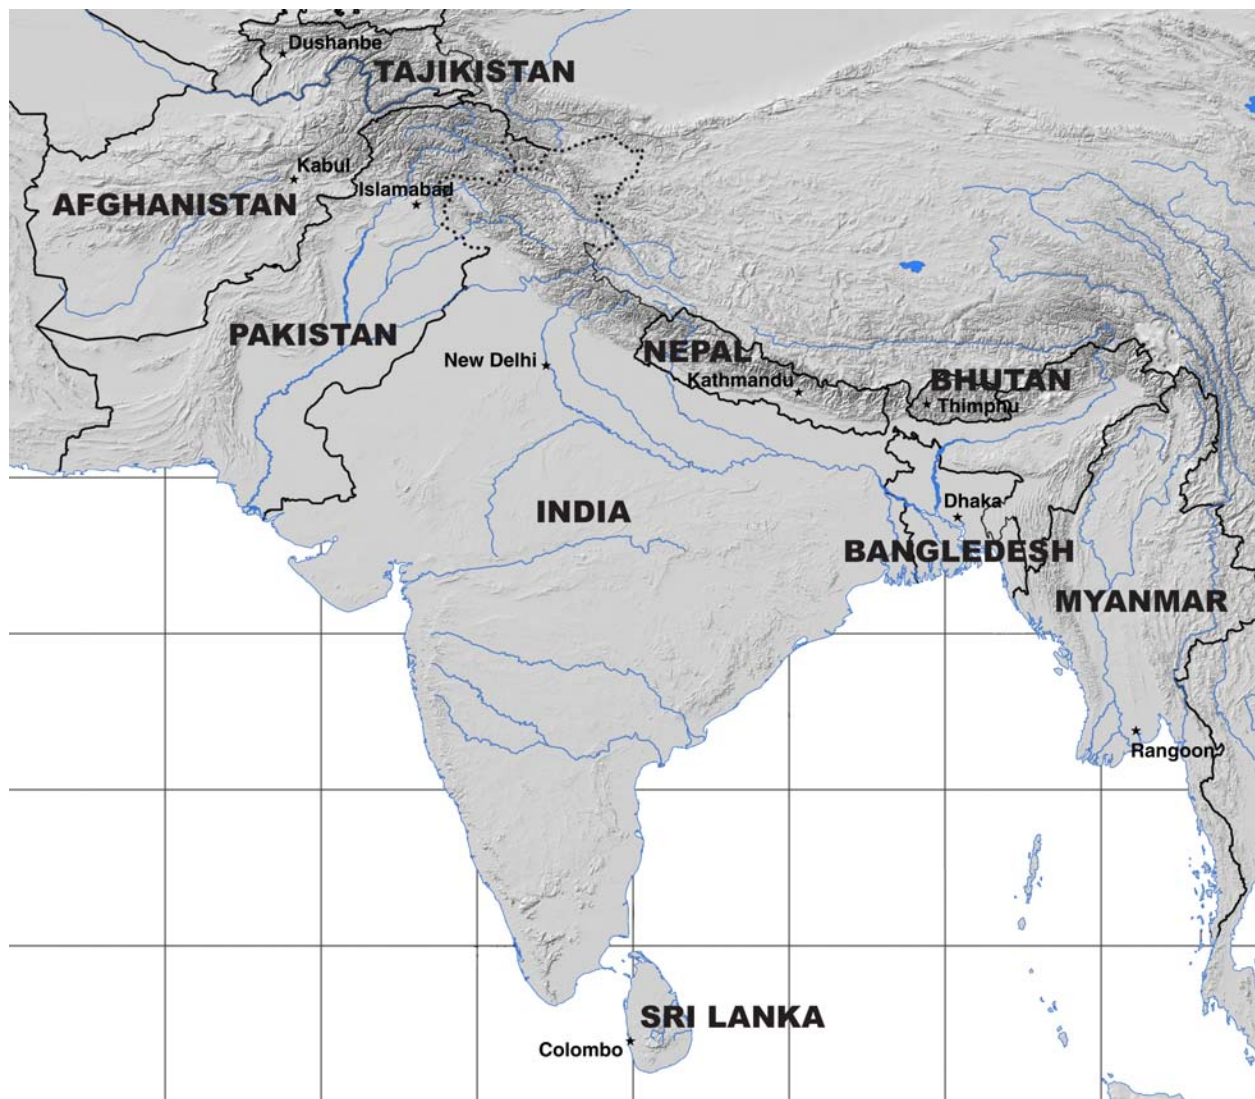 Dushanbe
TAJIKISTAN
Kabul
Islamabad
AFGHANISTAN
PAKISTAN
New Delhi
NEPAL
Kathmandu
BHUTAN
Thimphu
INDIA
Dhaka
BANGLEDESH
MYANMAR
Rangoon
SRI LANKA
Colombo